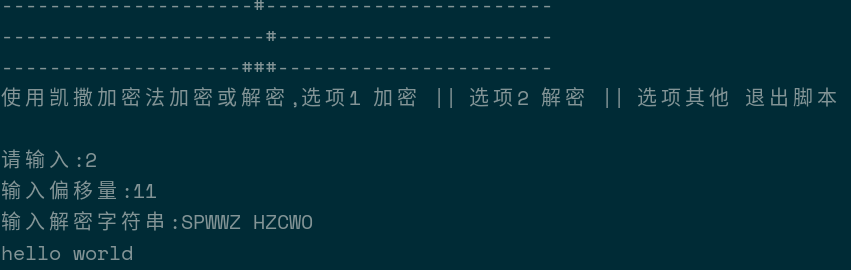 ---------------------#------------------------
----------------------#-----------------------
--------------------###-----------------------
使用凯撒加密法加密或解密,选项1 加密 || 选项2 解密 || 选项其他 退出脚本
请输入:2
输入偏移量:11
输入解密字符串:SPWWZ HZCWO
hello world